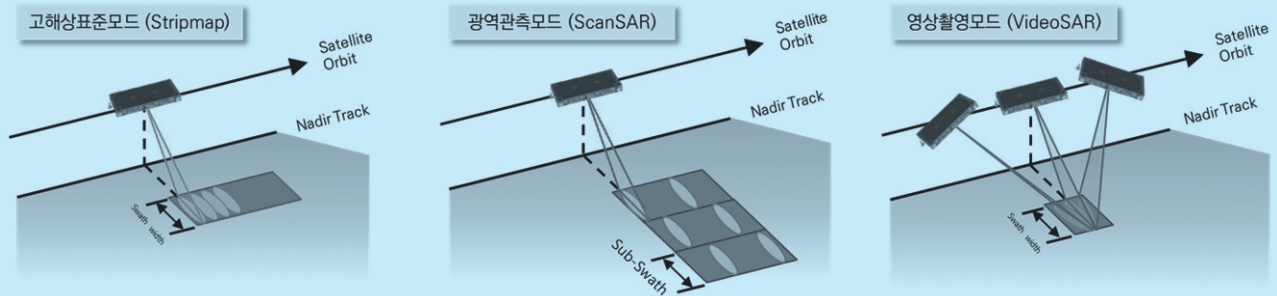 고해상표준모드 (Stripmap)
Satellite
Orbit
Nadir Track
Swath width
광역관측모드 (ScanSAR)
Satellite
Orbit
Nadir Track
Sub-Swath
영상촬영모드 (VideoSAR)
Satellite
Orbit
Nadir Track
Swath width